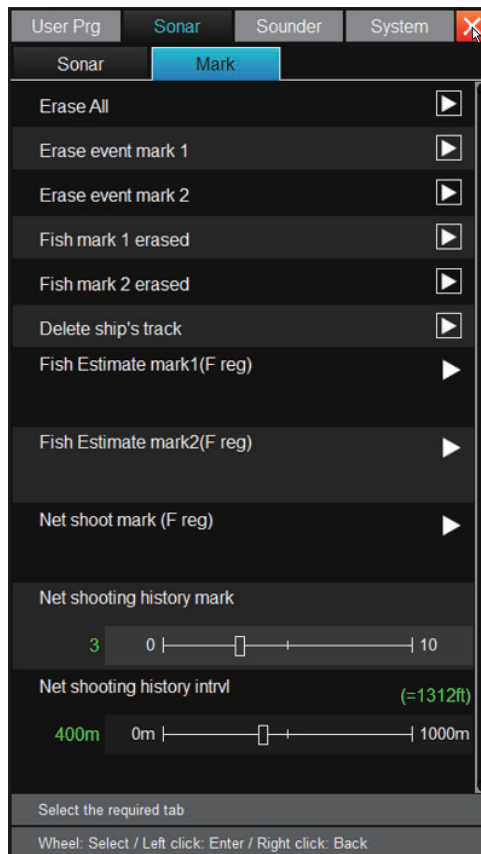 User Prg Sonar Sounder System
Sonar Mark
Erase All
Erase event mark 1
Erase event mark 2
Fish mark 1 erased
Fish mark 2 erased
Delete ship's track
Fish Estimate mark1(F reg)
Fish Estimate mark2(F reg)
Net shoot mark (F reg)
Net shooting history mark
3 0 10
Net shooting history intrvl (=1312ft)
400m 0m 1000m
Select the required tab
Wheel: Select / Left click: Enter / Right click: Back